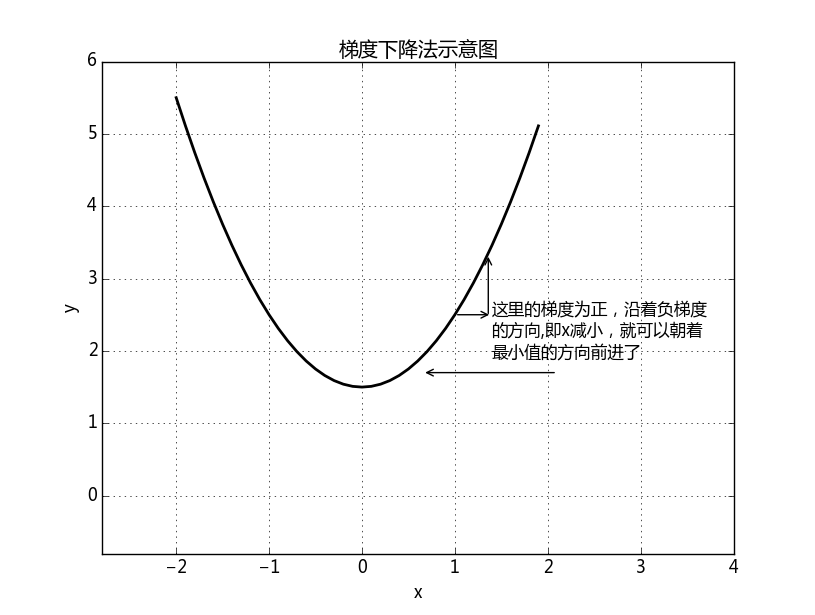 梯度下降法示意图
6
5
4
3
2
1
0
y
这里的梯度为正，沿着负梯度
的方向,即x减小，就可以朝着
最小值的方向前进了
−2 −1 0 1 2 3 4
x